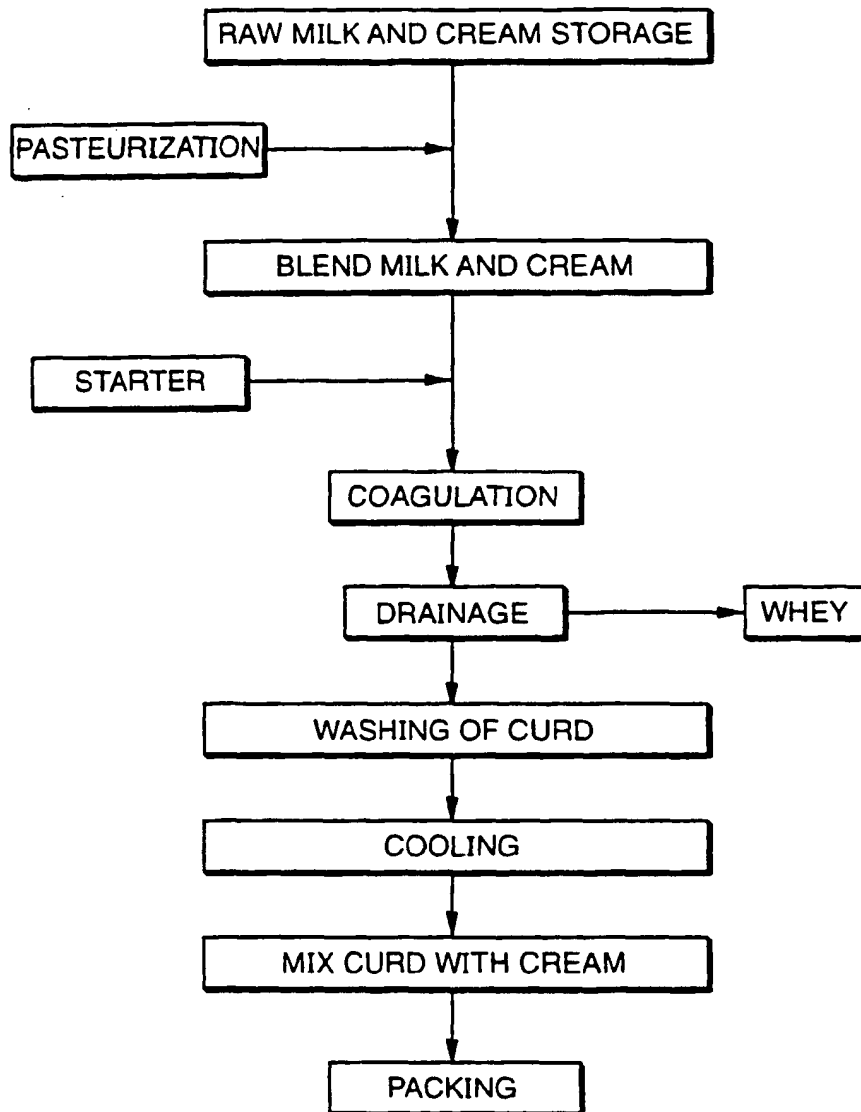 RAW MILK AND CREAM STORAGE
PASTEURIZATION
BLEND MILK AND CREAM
STARTER
COAGULATION
DRAINAGE
WHEY
WASHING OF CURD
COOLING
MIX CURD WITH CREAM
PACKING